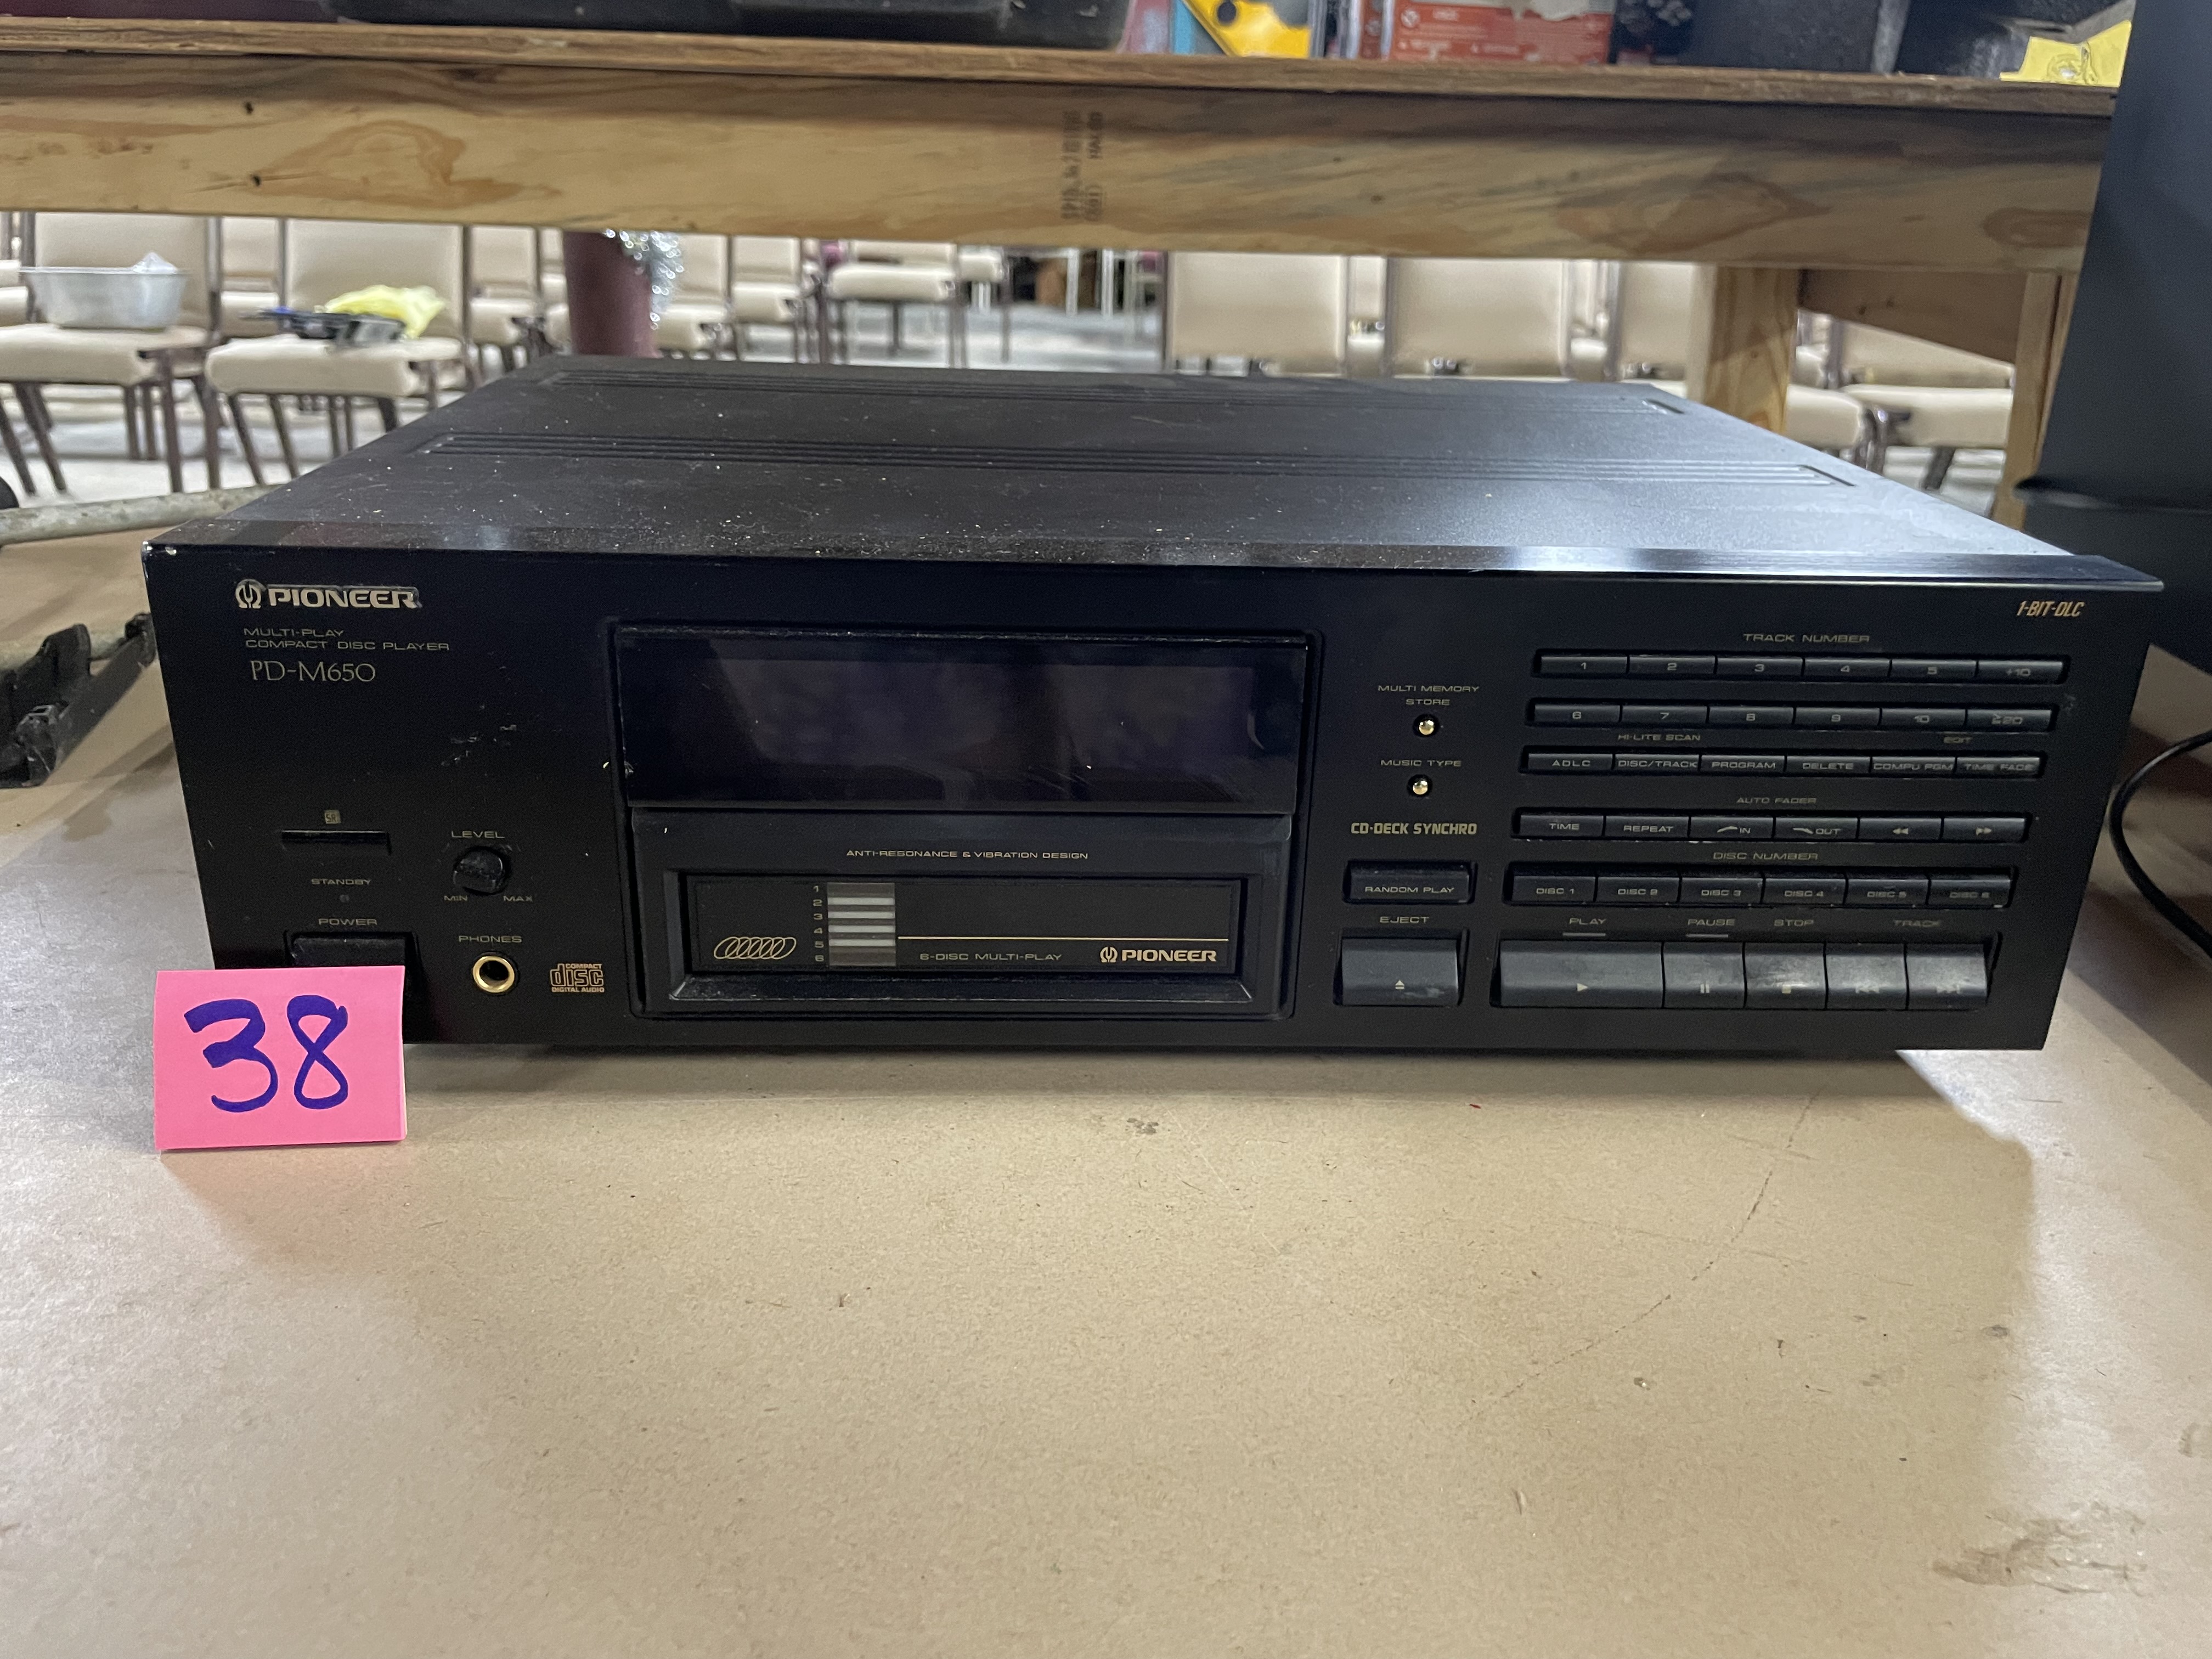 PIONEER
MULTI-PLAY
COMPACT DISC PLAYER
PD-M650
1-BIT-DLC
TRACK NUMBER
1 2 3 4 5 +10
6 7 8 9 10 ≧20
HI-LITE SCAN EDIT
ADLC DISC/TRACK PROGRAM DELETE COMPU PGM TIME FADE
AUTO FADER
TIME REPEAT IN OUT
DISC NUMBER
DISC 1 DISC 2 DISC 3 DISC 4 DISC 5 DISC 6
PLAY PAUSE STOP TRACK
MULTI MEMORY
STORE
MUSIC TYPE
CD-DECK SYNCHRO
RANDOM PLAY
EJECT
SR
STANDBY
POWER
LEVEL
MIN MAX
PHONES
COMPACT
disc
DIGITAL AUDIO
ANTI-RESONANCE & VIBRATION DESIGN
1
2
3
4
5
6
6-DISC MULTI-PLAY
PIONEER
38